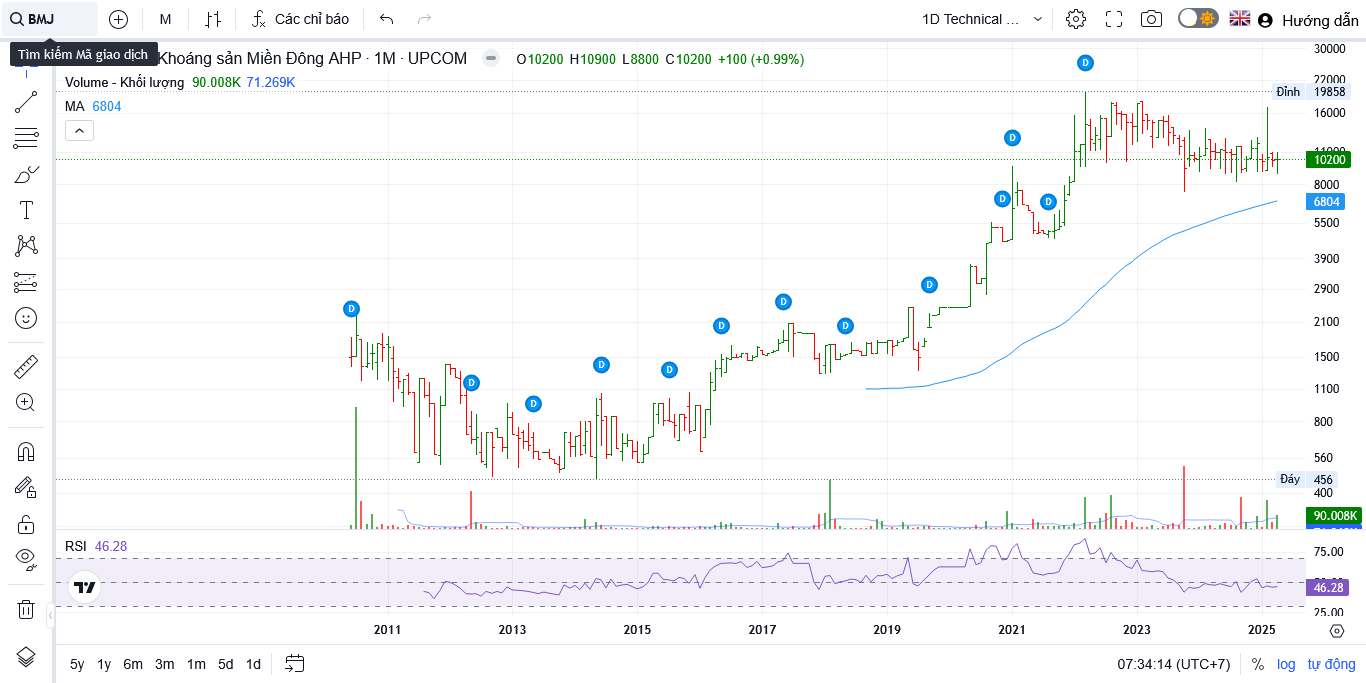 BMJ
M
Các chỉ báo
1D Technical ...
Hướng dẫn
Tìm kiếm Mã giao dịch
Khoáng sản Miền Đông AHP · 1M · UPCOM
O10200 H10900 L8800 C10200 +100 (+0.99%)
Volume - Khối lượng 90.008K 71.269K
MA 6804
D
D
D
D
D
D
D
D
D
D
D
D
D
D
30000
22000
Đỉnh 19858
16000
11000
10200
8000
6804
5500
3900
2900
2100
1500
1100
800
560
Đáy 456
400
90.008K
RSI 46.28
75.00
46.28
25.00
2011 2013 2015 2017 2019 2021 2023 2025
5y 1y 6m 3m 1m 5d 1d
07:34:14 (UTC+7) % log tự động